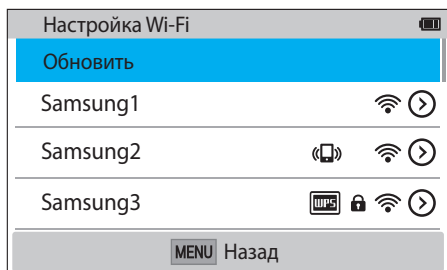 Настройка Wi-Fi
Обновить
Samsung1
Samsung2
Samsung3 WPS
MENU Назад